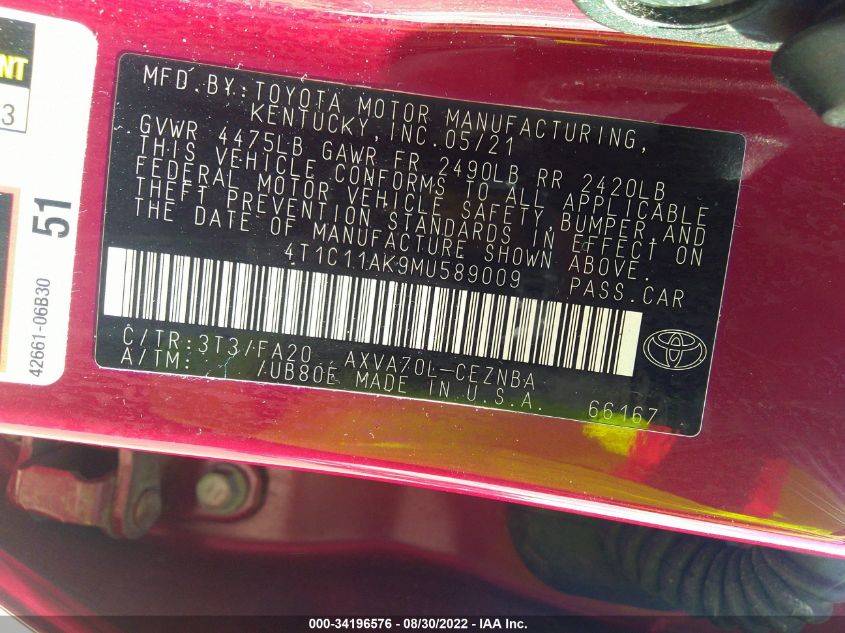 NT
3
51
42661-06B30
MFD.BY:TOYOTA MOTOR MANUFACTURING,
KENTUCKY,INC.05/21
GVWR 4475LB GAWR FR 2490LB RR 2420LB
THIS VEHICLE CONFORMS TO ALL APPLICABLE
FEDERAL MOTOR VEHICLE SAFETY,BUMPER,AND
THEFT PREVENTION STANDARDS IN EFFECT ON
THE DATE OF MANUFACTURE SHOWN ABOVE.
4T1C11AK9MU589009 PASS.CAR
C/TR:3T3/FA20 AXVA70L-CEZNBA
A/TM: /UB80E MADE IN U.S.A. 66167
000-34196576 - 08/30/2022 - IAA Inc.